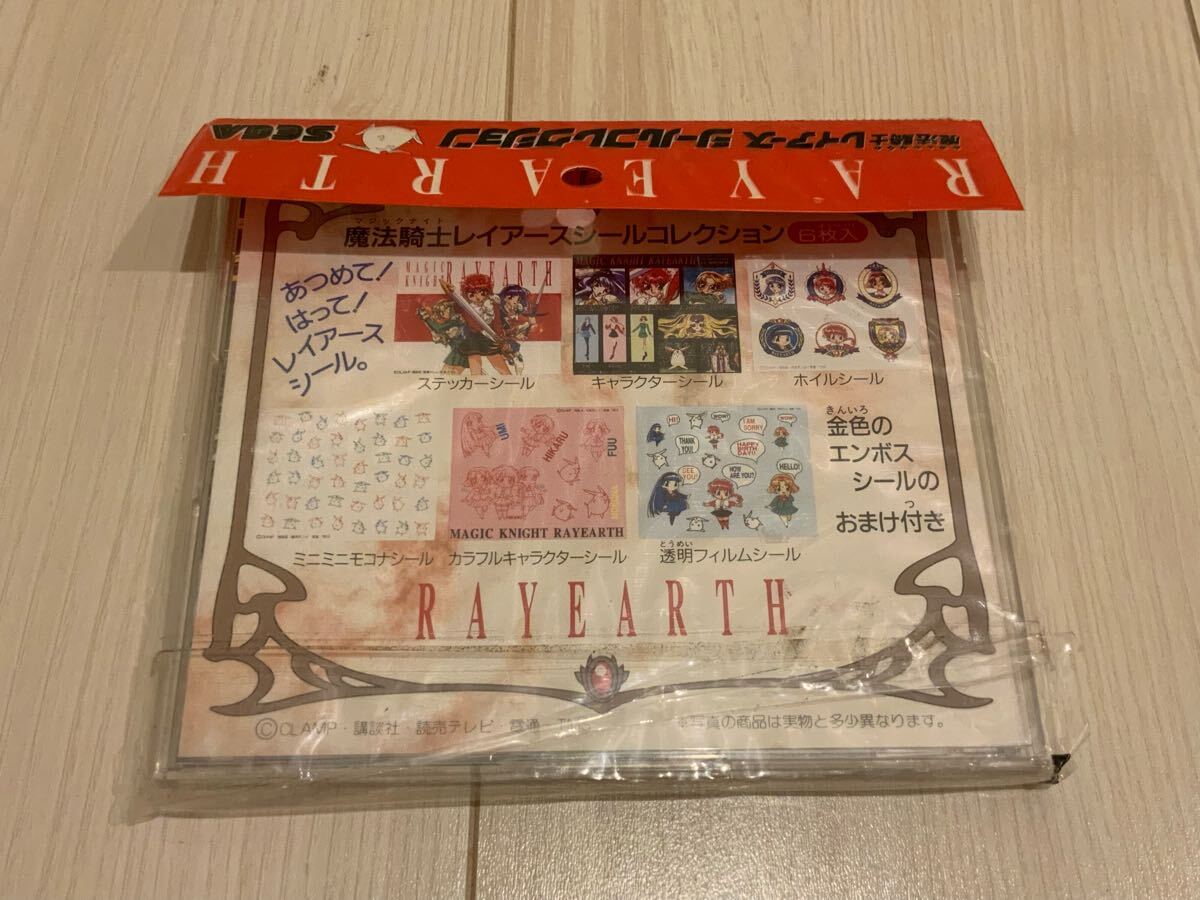 魔法騎士 レイアース シールコレクション SEGA
RAYEARTH
マジックナイト
魔法騎士レイアースシールコレクション 6枚入
あつめて!
はって!
レイアース
シール。
MAGIC KNIGHT RAYEARTH
ステッカーシール
MAGIC KNIGHT RAYEARTH
キャラクターシール
ホイルシール
ミニミニモコナシール
UMI
HIKARU
FUU
MAGIC KNIGHT RAYEARTH
カラフルキャラクターシール
HI!
WOW!
I AM SORRY
WOW!
THANK YOU!
HAPPY BIRTHDAY!!
SEE YOU!
HOW ARE YOU?
HELLO!
とうめい
透明フィルムシール
きんいろ
金色の
エンボス
シールの
つ
おまけ付き
RAYEARTH
©CLAMP・講談社・読売テレビ・電通・TMS
※写真の商品は実物と多少異なります。